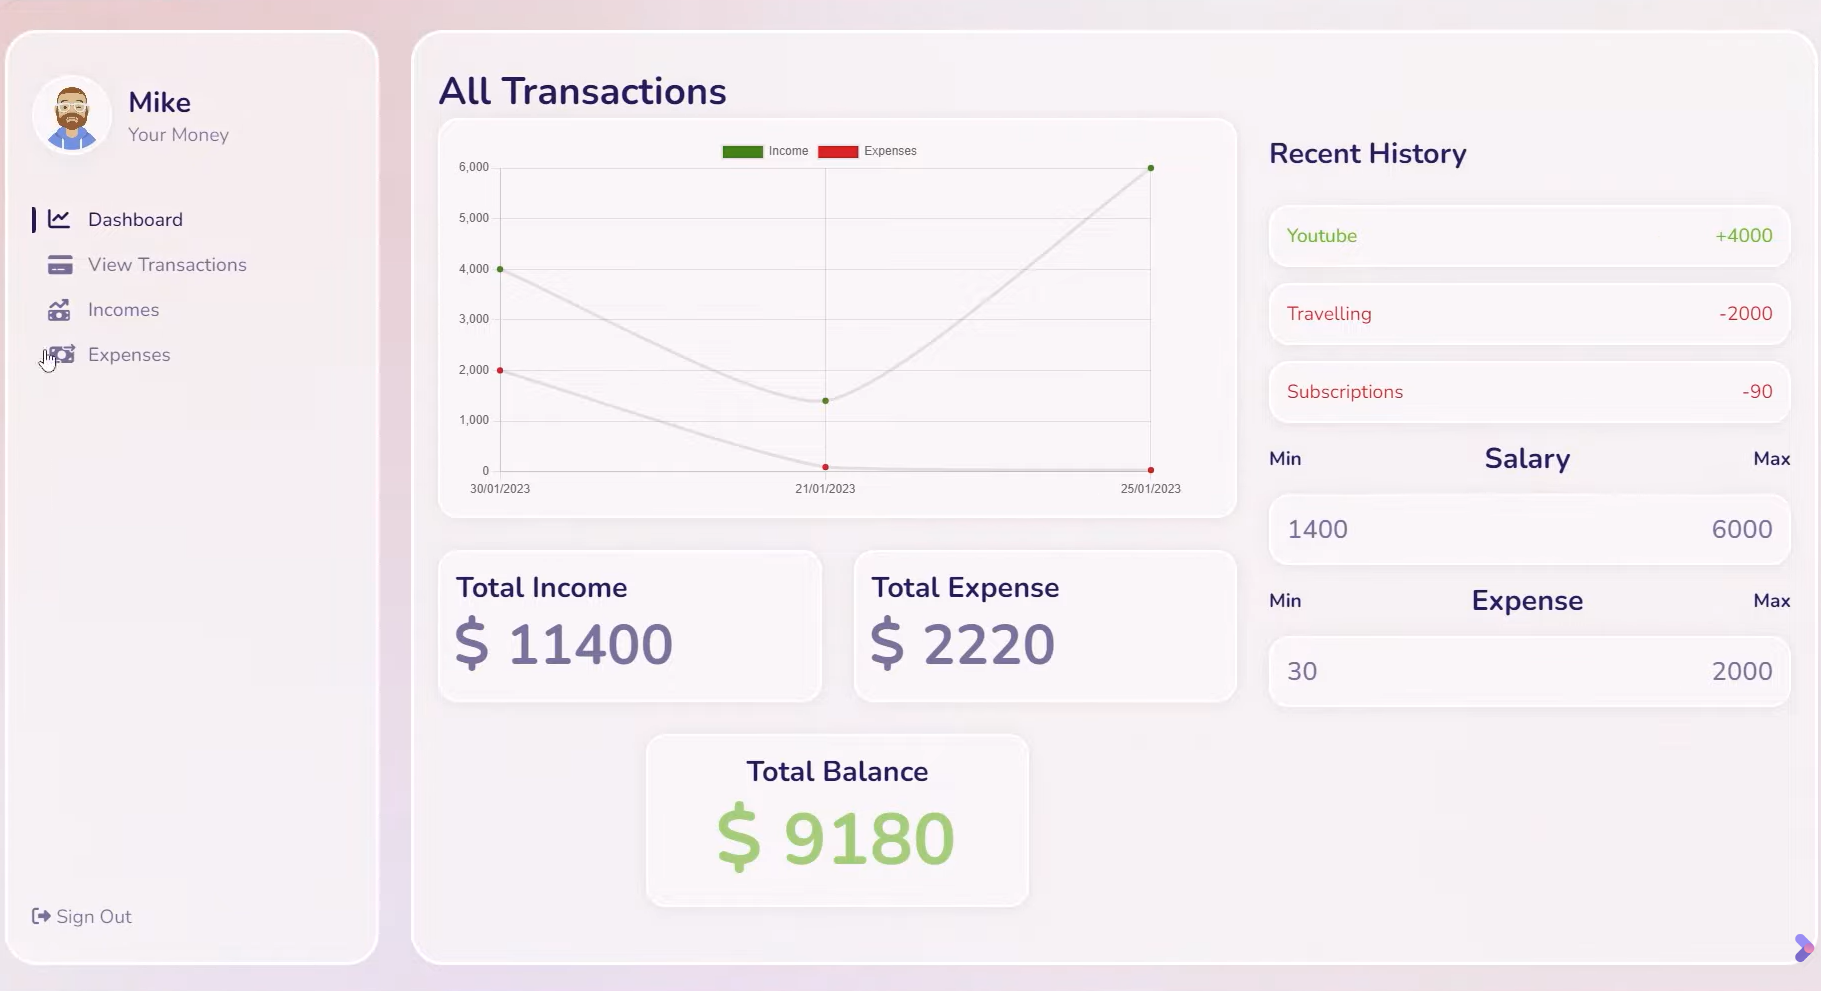 Mike
Your Money
Dashboard
View Transactions
Incomes
Expenses
Sign Out
All Transactions
Income Expenses
6,000
5,000
4,000
3,000
2,000
1,000
0
30/01/2023 21/01/2023 25/01/2023
Total Income
$ 11400
Total Expense
$ 2220
Total Balance
$ 9180
Recent History
Youtube +4000
Travelling -2000
Subscriptions -90
Min Salary Max
1400 6000
Min Expense Max
30 2000